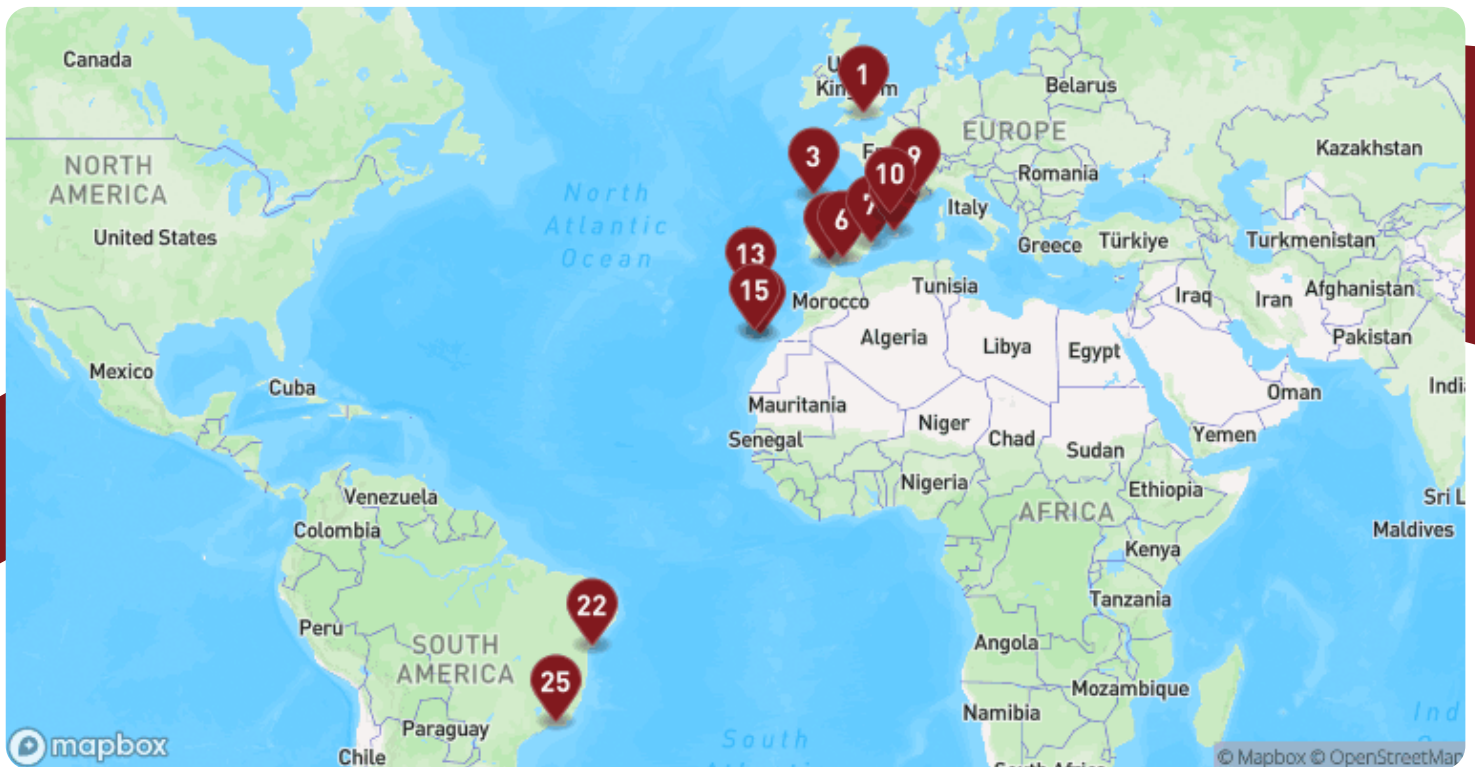 Canada
1
Belarus
EUROPE
Kazakhstan
3
9
10
NORTH
AMERICA
Romania
North
Atlantic
Ocean
7
6
Italy
United States
Greece
Türkiye
Turkmenistan
13
15
Morocco
Tunisia
Iraq
Iran
Afghanistan
Algeria
Libya
Egypt
Pakistan
Mexico
Cuba
Oman
Mauritania
Niger
Chad
Sudan
Yemen
Senegal
Nigeria
Ethiopia
Venezuela
Colombia
AFRICA
Sri L
Maldives
Kenya
22
Tanzania
Peru
SOUTH
AMERICA
Angola
25
Mozambique
Namibia
Paraguay
Chile
South
mapbox
© Mapbox © OpenStreetMap